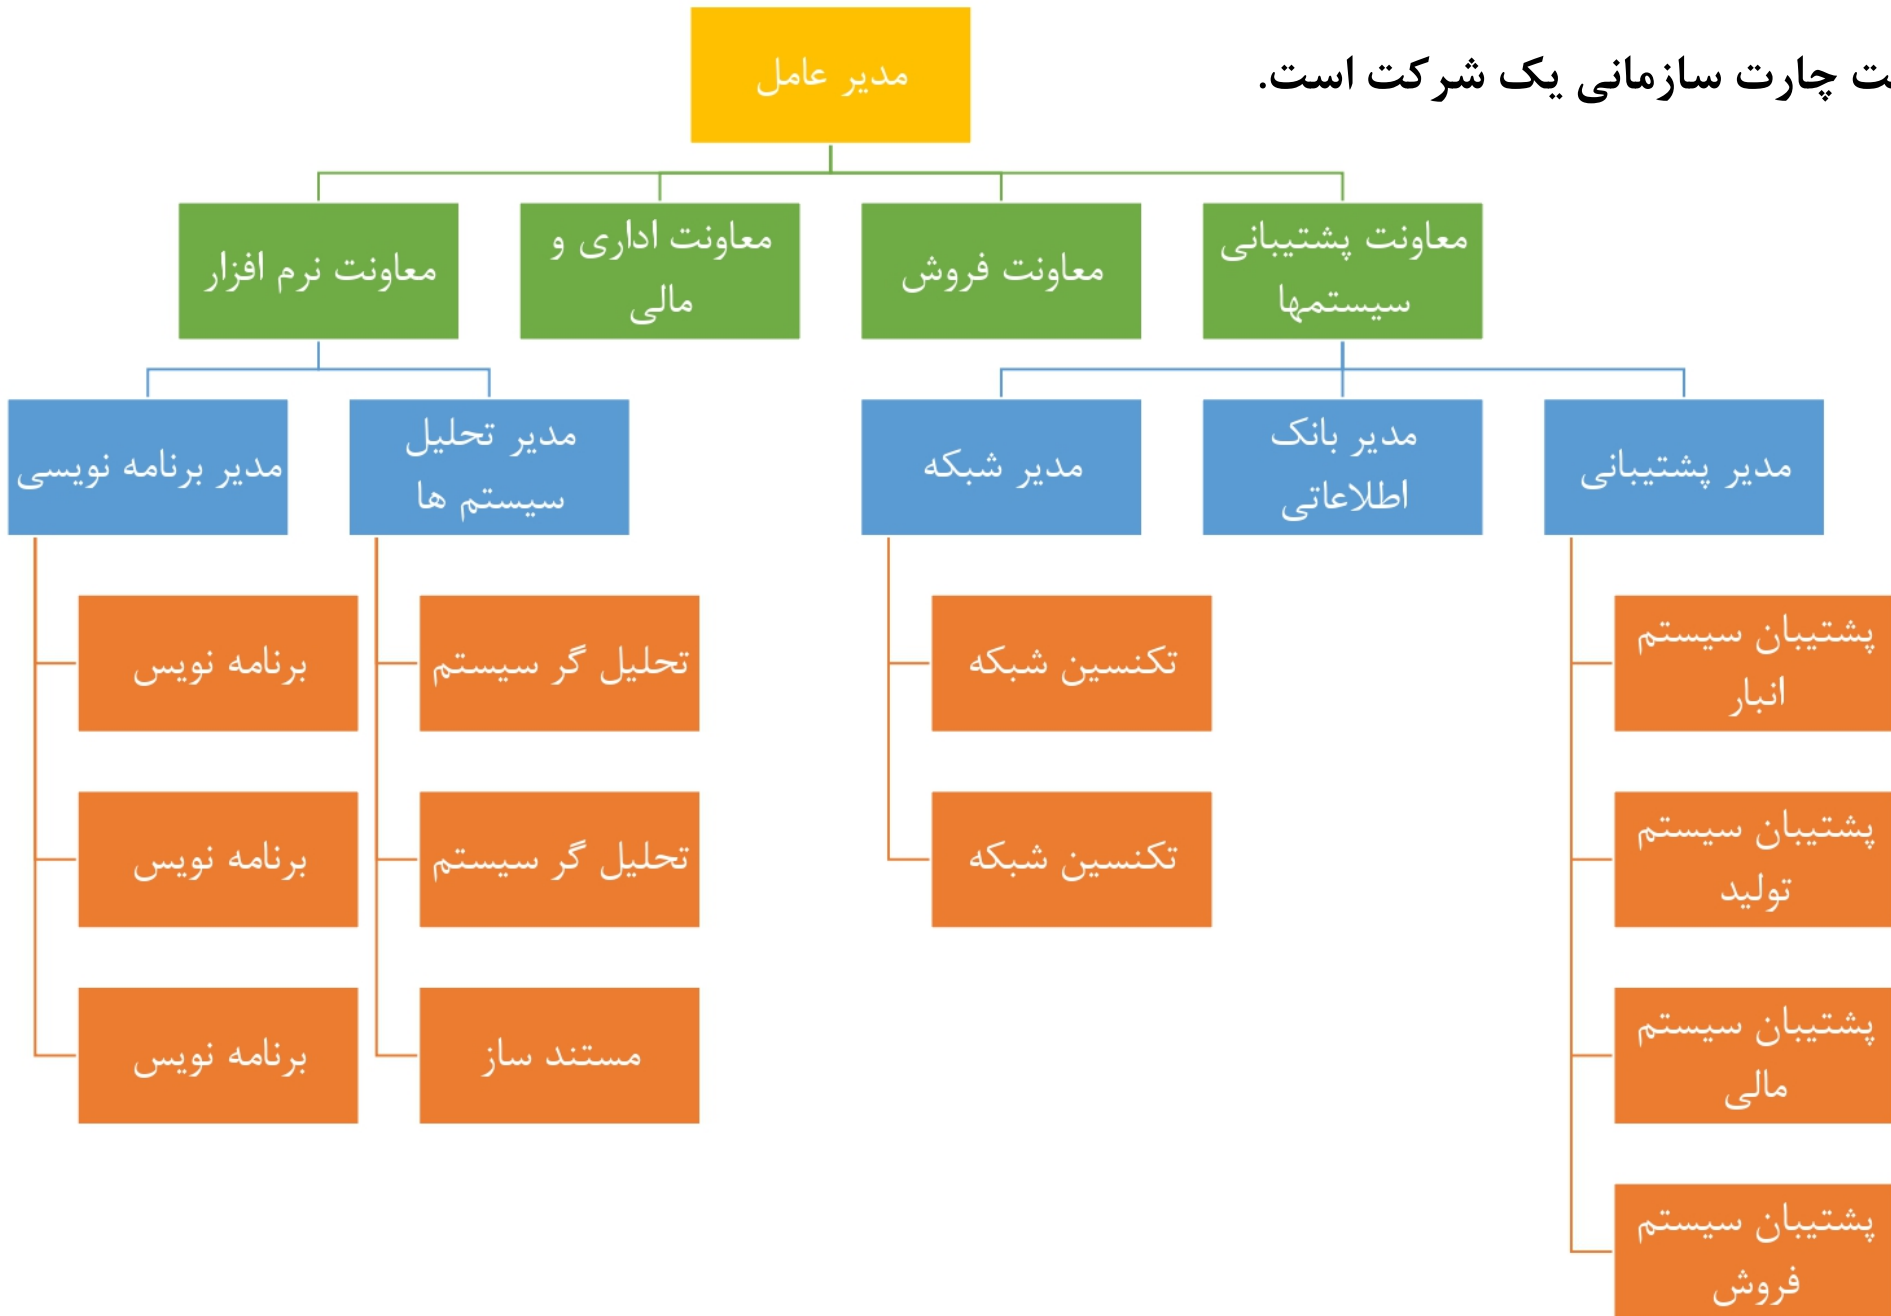 مدیر عامل
ت چارت سازمانی یک شرکت است.
معاونت پشتیبانی
سیستمها
معاونت فروش
معاونت اداری و
مالی
معاونت نرم افزار
مدیر پشتیبانی
مدیر بانک
اطلاعاتی
مدیر شبکه
مدیر تحلیل
سیستم ها
مدیر برنامه نویسی
پشتیبان سیستم
انبار
تکنسین شبکه
تحلیل گر سیستم
برنامه نویس
پشتیبان سیستم
تولید
تکنسین شبکه
تحلیل گر سیستم
برنامه نویس
پشتیبان سیستم
مالی
مستند ساز
برنامه نویس
پشتیبان سیستم
فروش